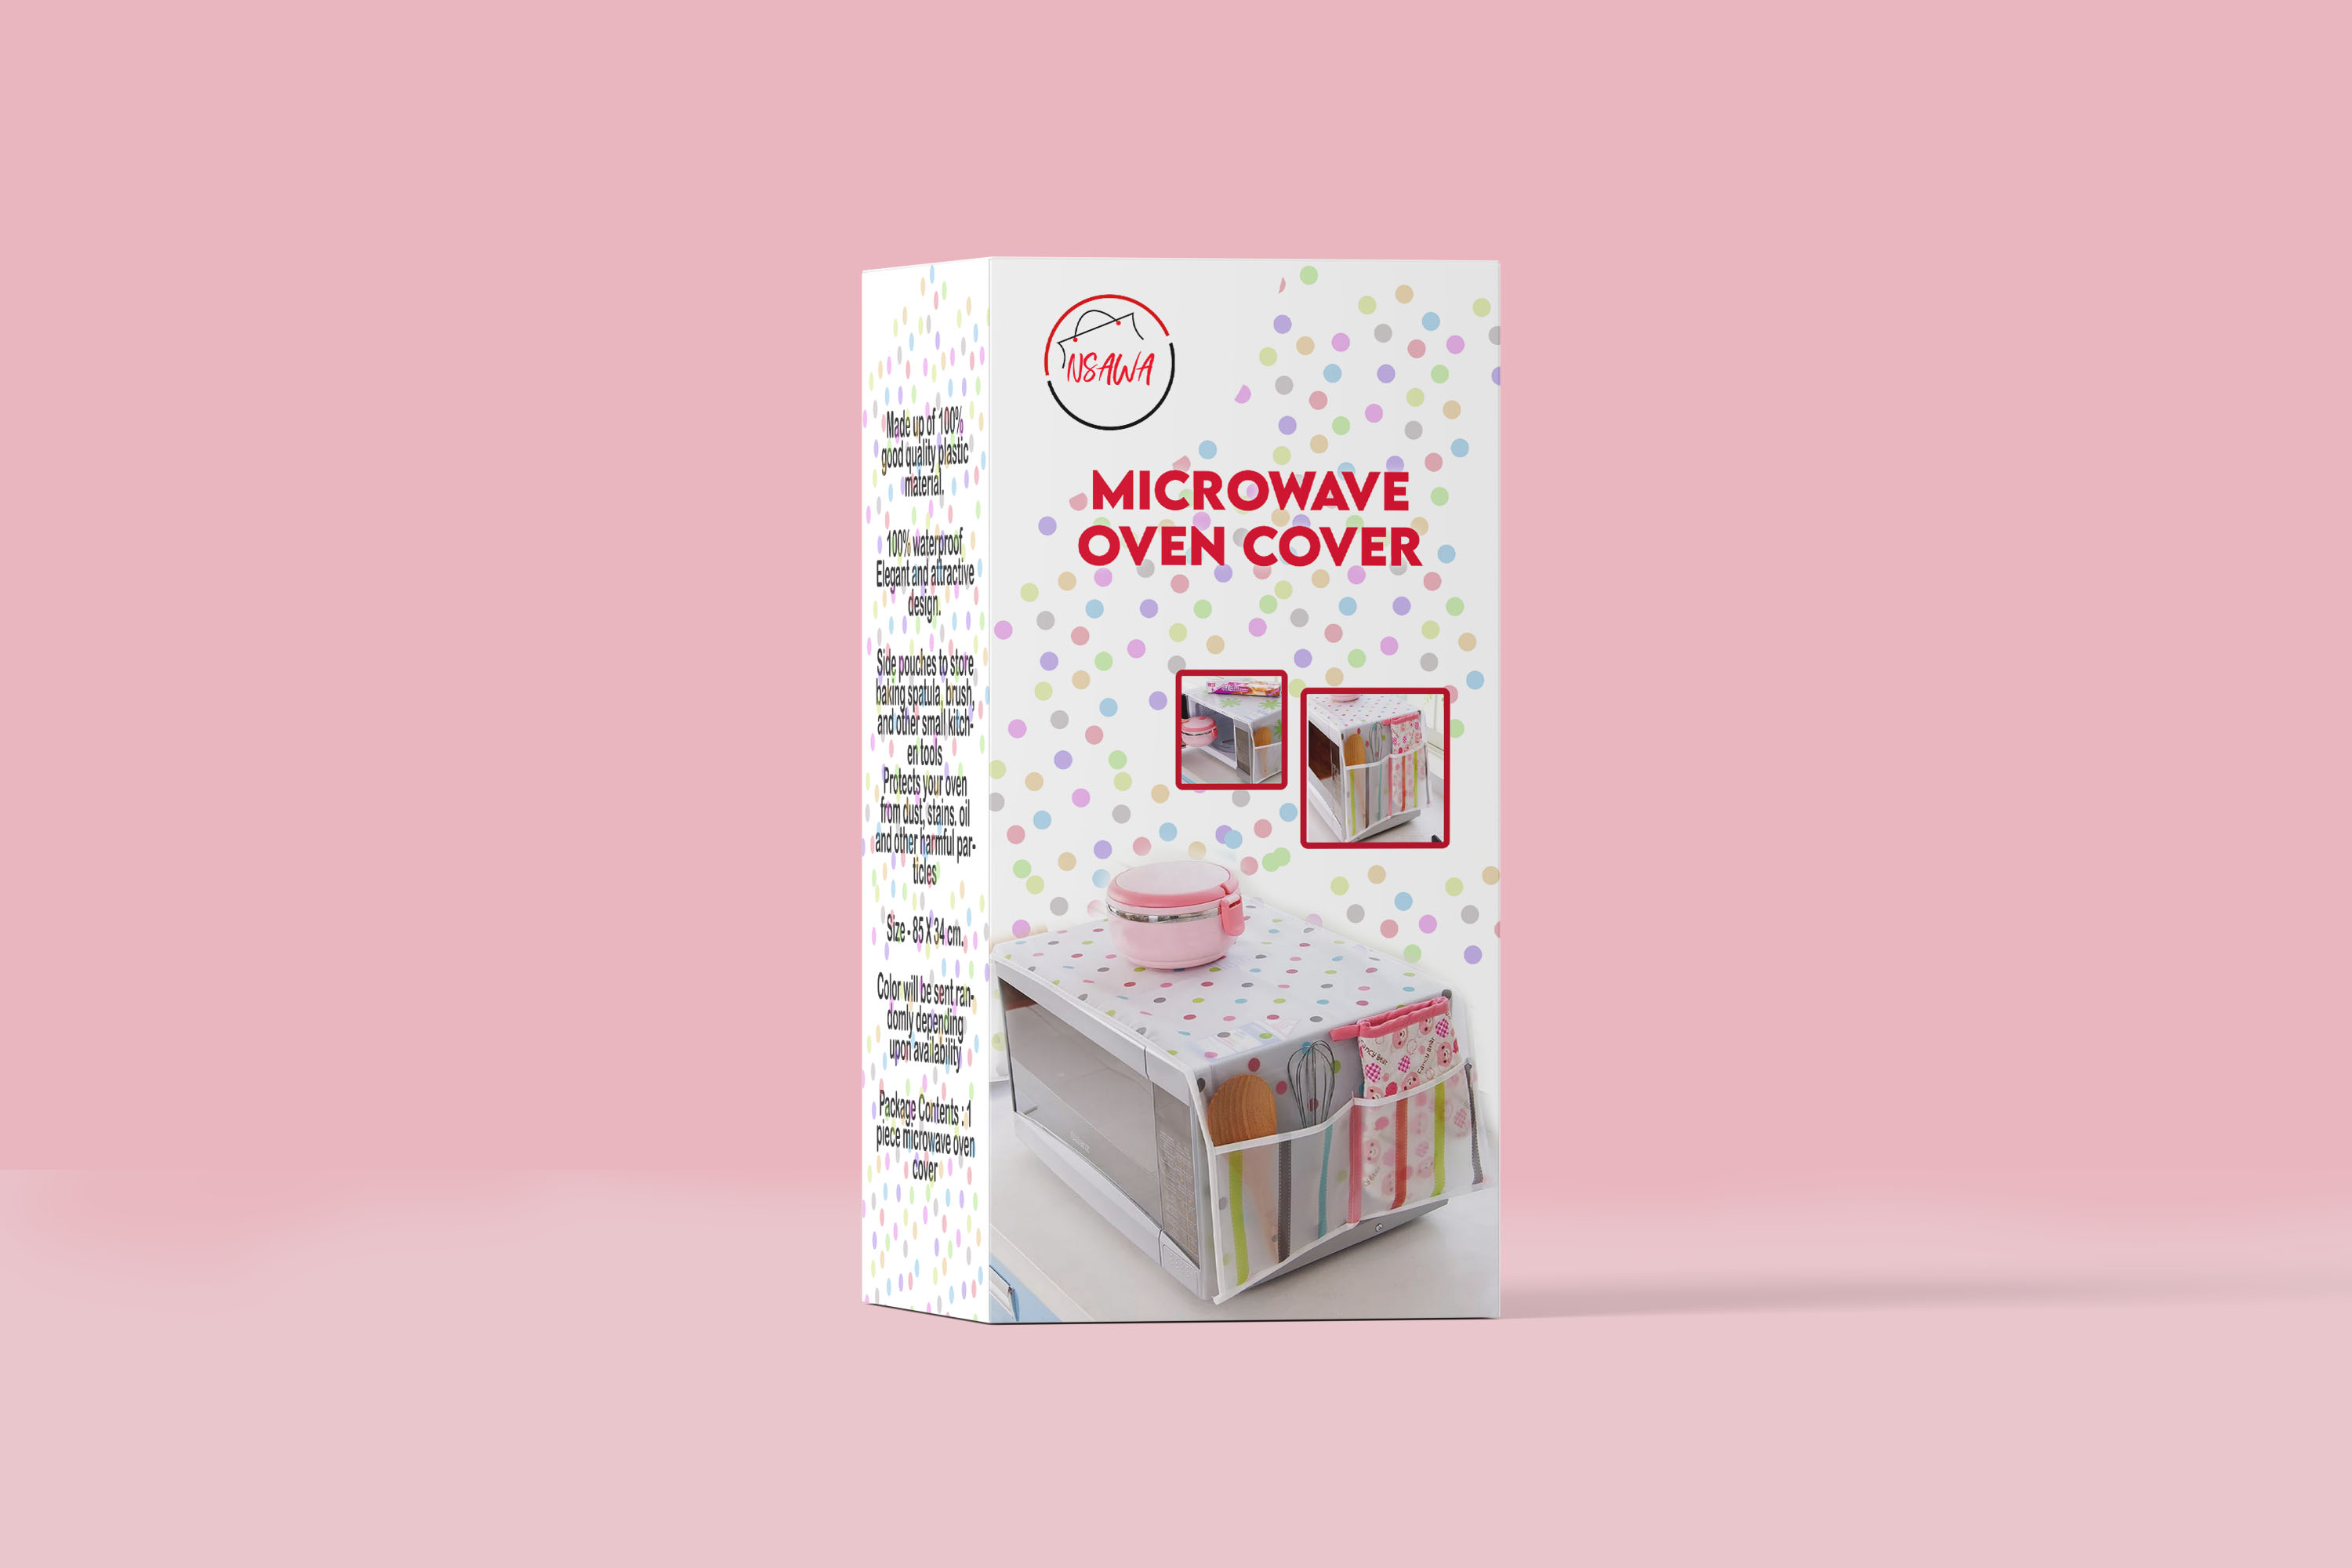 NSAWA
MICROWAVE
OVEN COVER
Made up of 100%
good quality plastic
material.
100% waterproof
Elegant and attractive
design.
Side pouches to store
baking spatula, brush,
and other small kitch-
en tools
Protects your oven
from dust, stains. oil
and other harmful par-
ticles
Size - 85 X 34 cm.
Color will be sent ran-
domly depending
upon availability
Package Contents : 1
piece microwave oven
cover